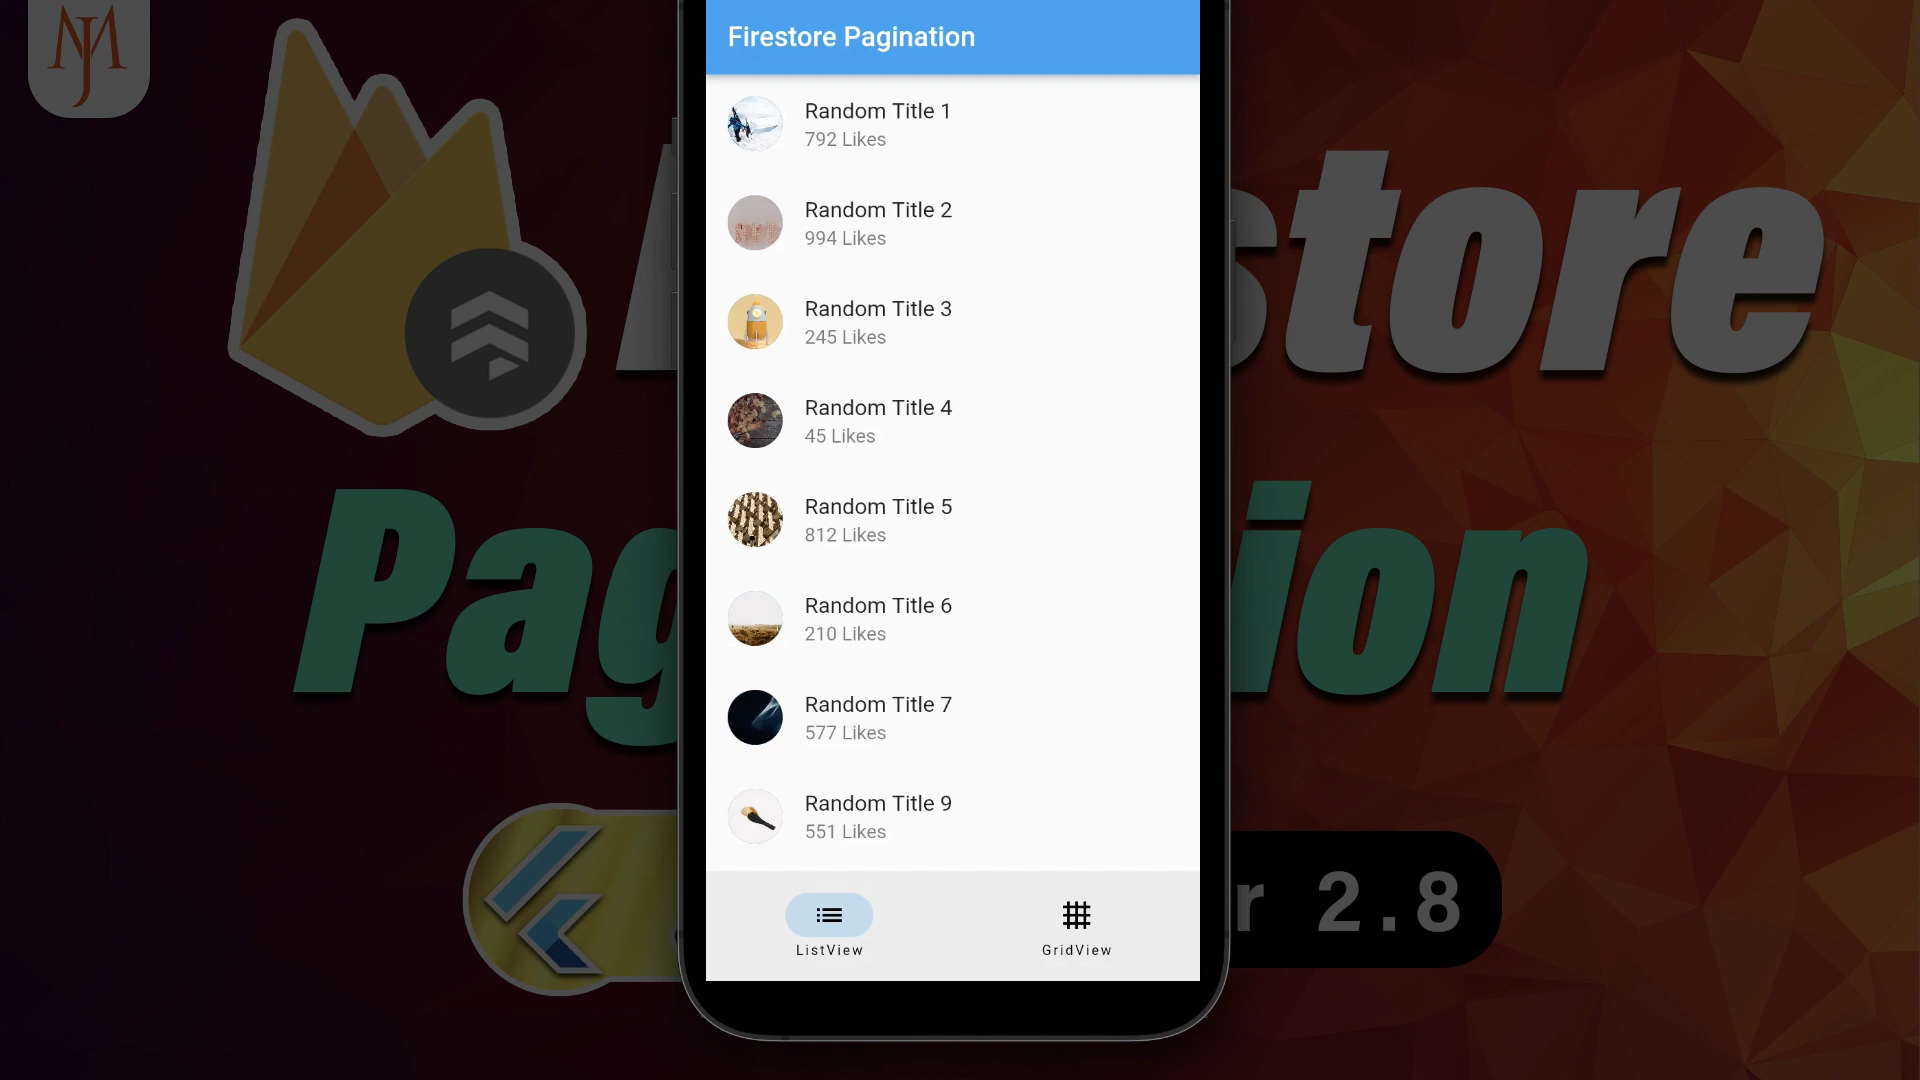 Firestore Pagination
Random Title 1
792 Likes
Random Title 2
994 Likes
Random Title 3
245 Likes
Random Title 4
45 Likes
Random Title 5
812 Likes
Random Title 6
210 Likes
Random Title 7
577 Likes
Random Title 9
551 Likes
ListView
GridView
store
Pag ion
r 2.8